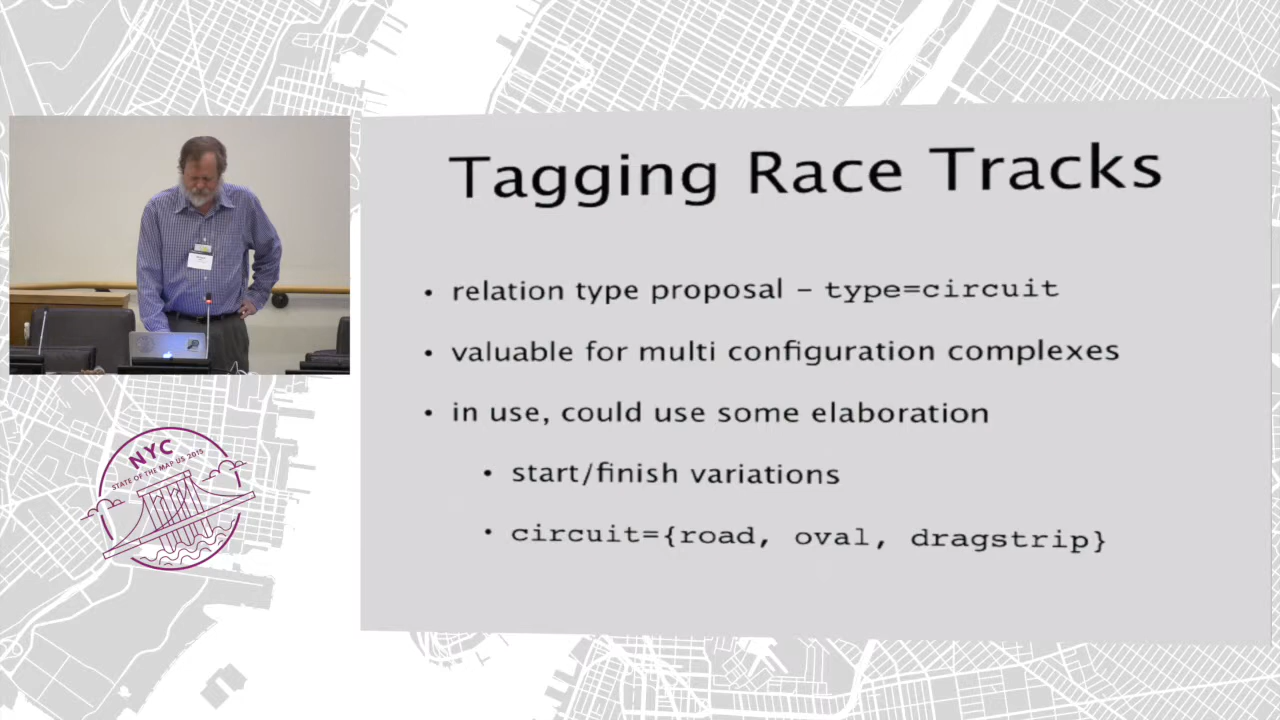 Tagging Race Tracks
• relation type proposal – type=circuit
• valuable for multi configuration complexes
• in use, could use some elaboration
• start/finish variations
• circuit={road, oval, dragstrip}
NYC
STATE OF THE MAP US 2015